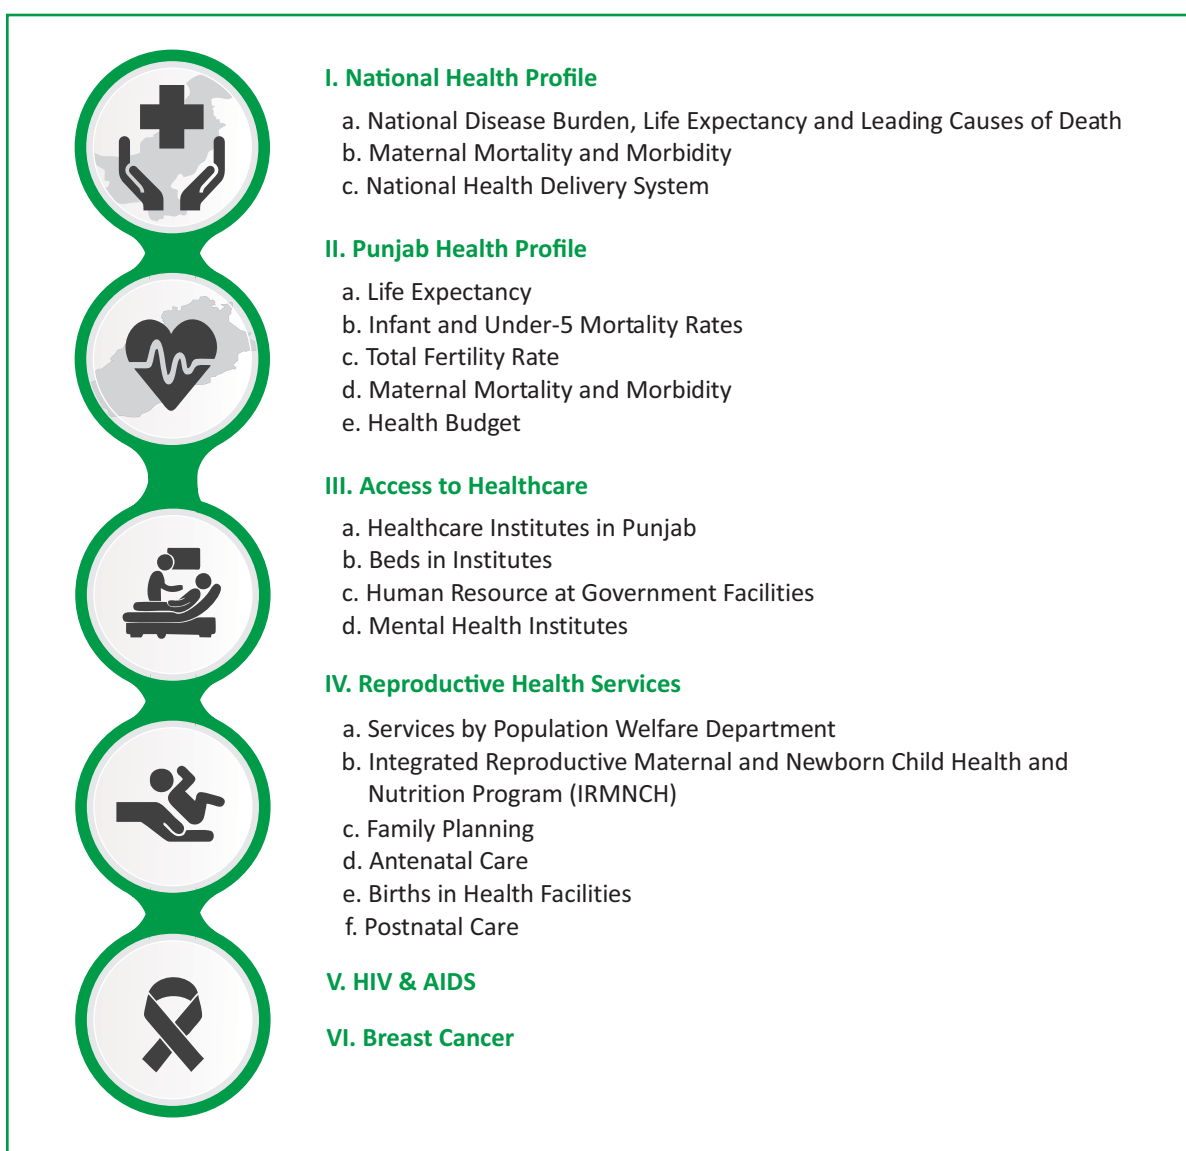 I. National Health Profile
a. National Disease Burden, Life Expectancy and Leading Causes of Death
b. Maternal Mortality and Morbidity
c. National Health Delivery System
II. Punjab Health Profile
a. Life Expectancy
b. Infant and Under-5 Mortality Rates
c. Total Fertility Rate
d. Maternal Mortality and Morbidity
e. Health Budget
III. Access to Healthcare
a. Healthcare Institutes in Punjab
b. Beds in Institutes
c. Human Resource at Government Facilities
d. Mental Health Institutes
IV. Reproductive Health Services
a. Services by Population Welfare Department
b. Integrated Reproductive Maternal and Newborn Child Health and
Nutrition Program (IRMNCH)
c. Family Planning
d. Antenatal Care
e. Births in Health Facilities
f. Postnatal Care
V. HIV & AIDS
VI. Breast Cancer